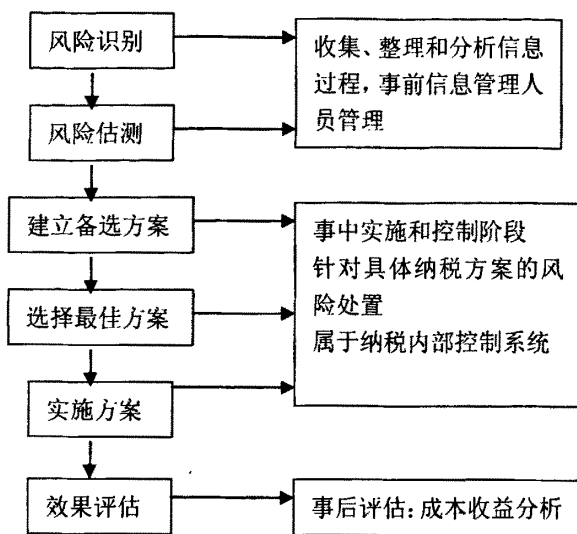 风险识别
收集、整理和分析信息
过程，事前信息管理人
员管理
风险估测
建立备选方案
事中实施和控制阶段
针对具体纳税方案的风
险处置
属于纳税内部控制系统
选择最佳方案
实施方案
效果评估
事后评估：成本收益分析